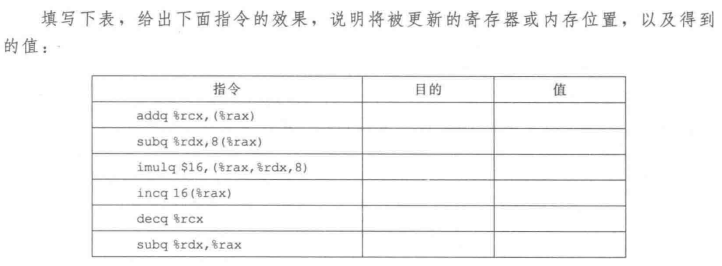 填写下表，给出下面指令的效果，说明将被更新的寄存器或内存位置，以及得到
的值：
指令 目的 值
addq %rcx,(%rax)
subq %rdx,8(%rax)
imulq $16,(%rax,%rdx,8)
incq 16(%rax)
decq %rcx
subq %rdx,%rax